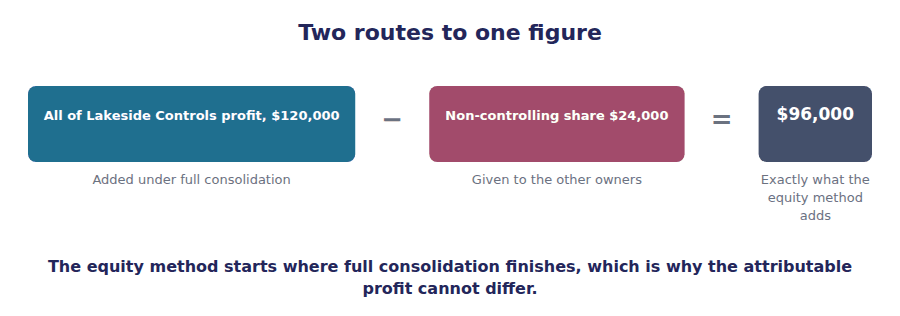 Two routes to one figure
All of Lakeside Controls profit, $120,000
−
Non-controlling share $24,000
=
$96,000
Added under full consolidation
Given to the other owners
Exactly what the
equity method
adds
The equity method starts where full consolidation finishes, which is why the attributable
profit cannot differ.